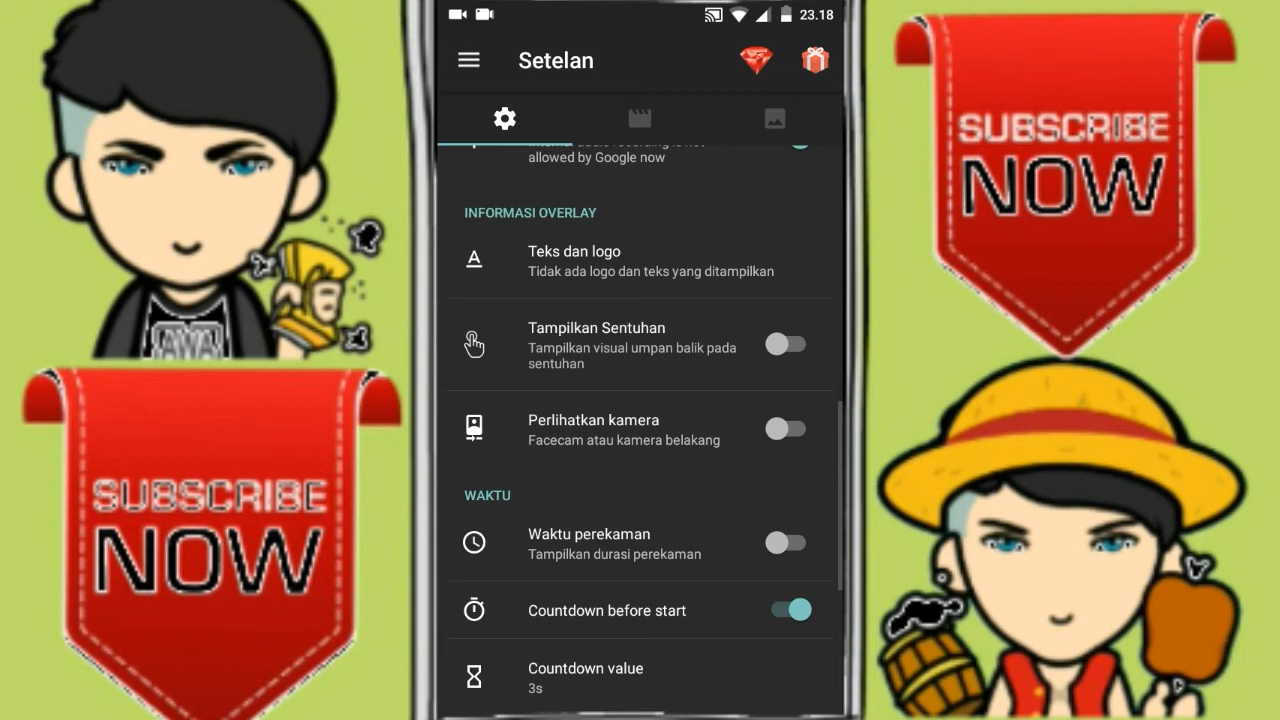 23.18
Setelan
allowed by Google now
INFORMASI OVERLAY
Teks dan logo
Tidak ada logo dan teks yang ditampilkan
Tampilkan Sentuhan
Tampilkan visual umpan balik pada
sentuhan
Perlihatkan kamera
Facecam atau kamera belakang
WAKTU
Waktu perekaman
Tampilkan durasi perekaman
Countdown before start
Countdown value
3s
SUBSCRIBE
NOW
SUBSCRIBE
NOW